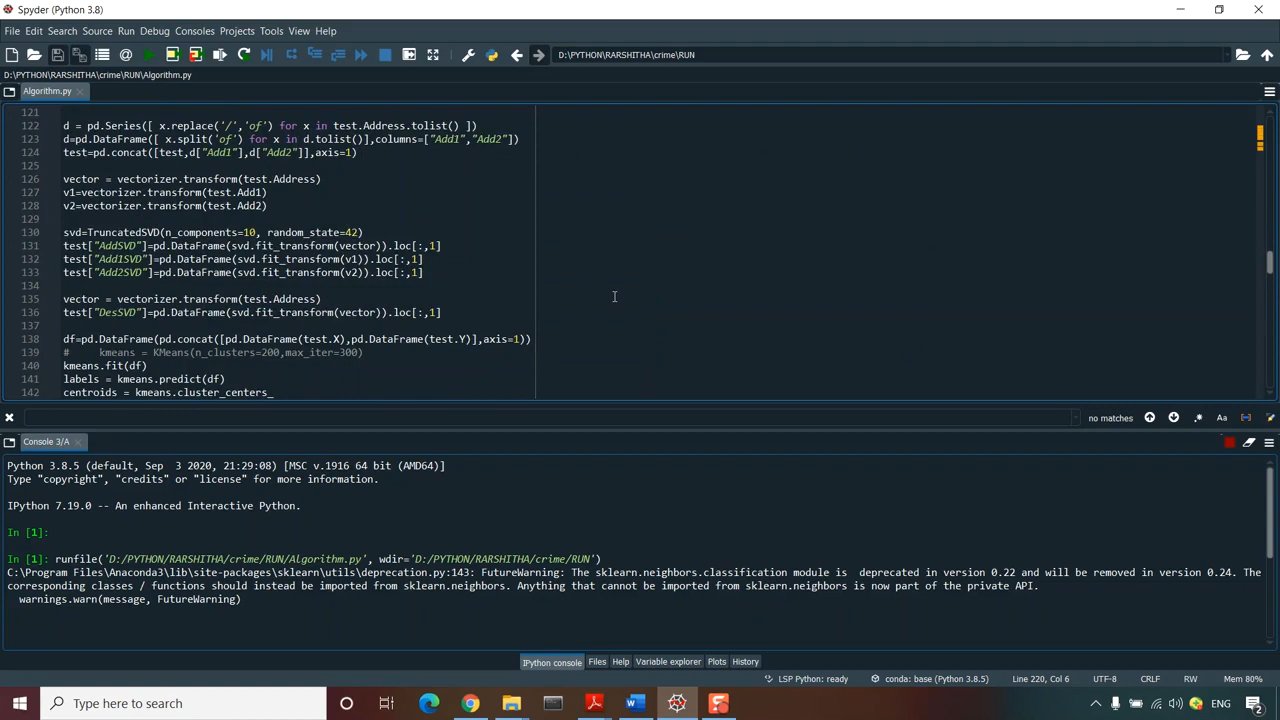 Spyder (Python 3.8)
File Edit Search Source Run Debug Consoles Projects Tools View Help
D:\PYTHON\RARSHITHA\crime\RUN
D:\PYTHON\RARSHITHA\crime\RUN\Algorithm.py
Algorithm.py
121
122 d = pd.Series([ x.replace('/','of') for x in test.Address.tolist() ])
123 d=pd.DataFrame([ x.split('of') for x in d.tolist()],columns=["Add1","Add2"])
124 test=pd.concat([test,d["Add1"],d["Add2"]],axis=1)
125
126 vector = vectorizer.transform(test.Address)
127 v1=vectorizer.transform(test.Add1)
128 v2=vectorizer.transform(test.Add2)
129
130 svd=TruncatedSVD(n_components=10, random_state=42)
131 test["AddSVD"]=pd.DataFrame(svd.fit_transform(vector)).loc[:,1]
132 test["Add1SVD"]=pd.DataFrame(svd.fit_transform(v1)).loc[:,1]
133 test["Add2SVD"]=pd.DataFrame(svd.fit_transform(v2)).loc[:,1]
134
135 vector = vectorizer.transform(test.Address)
136 test["DesSVD"]=pd.DataFrame(svd.fit_transform(vector)).loc[:,1]
137
138 df=pd.DataFrame(pd.concat([pd.DataFrame(test.X),pd.DataFrame(test.Y)],axis=1))
139 # kmeans = KMeans(n_clusters=200,max_iter=300)
140 kmeans.fit(df)
141 labels = kmeans.predict(df)
142 centroids = kmeans.cluster_centers_
no matches Aa
Console 3/A
Python 3.8.5 (default, Sep 3 2020, 21:29:08) [MSC v.1916 64 bit (AMD64)]
Type "copyright", "credits" or "license" for more information.
IPython 7.19.0 -- An enhanced Interactive Python.
In [1]:
In [1]: runfile('D:/PYTHON/RARSHITHA/crime/RUN/Algorithm.py', wdir='D:/PYTHON/RARSHITHA/crime/RUN')
C:\Program Files\Anaconda3\lib\site-packages\sklearn\utils\deprecation.py:143: FutureWarning: The sklearn.neighbors.classification module is deprecated in version 0.22 and will be removed in version 0.24. The
corresponding classes / functions should instead be imported from sklearn.neighbors. Anything that cannot be imported from sklearn.neighbors is now part of the private API.
warnings.warn(message, FutureWarning)
IPython console Files Help Variable explorer Plots History
LSP Python: ready conda: base (Python 3.8.5) Line 220, Col 6 UTF-8 CRLF RW Mem 80%
Type here to search ENG 2